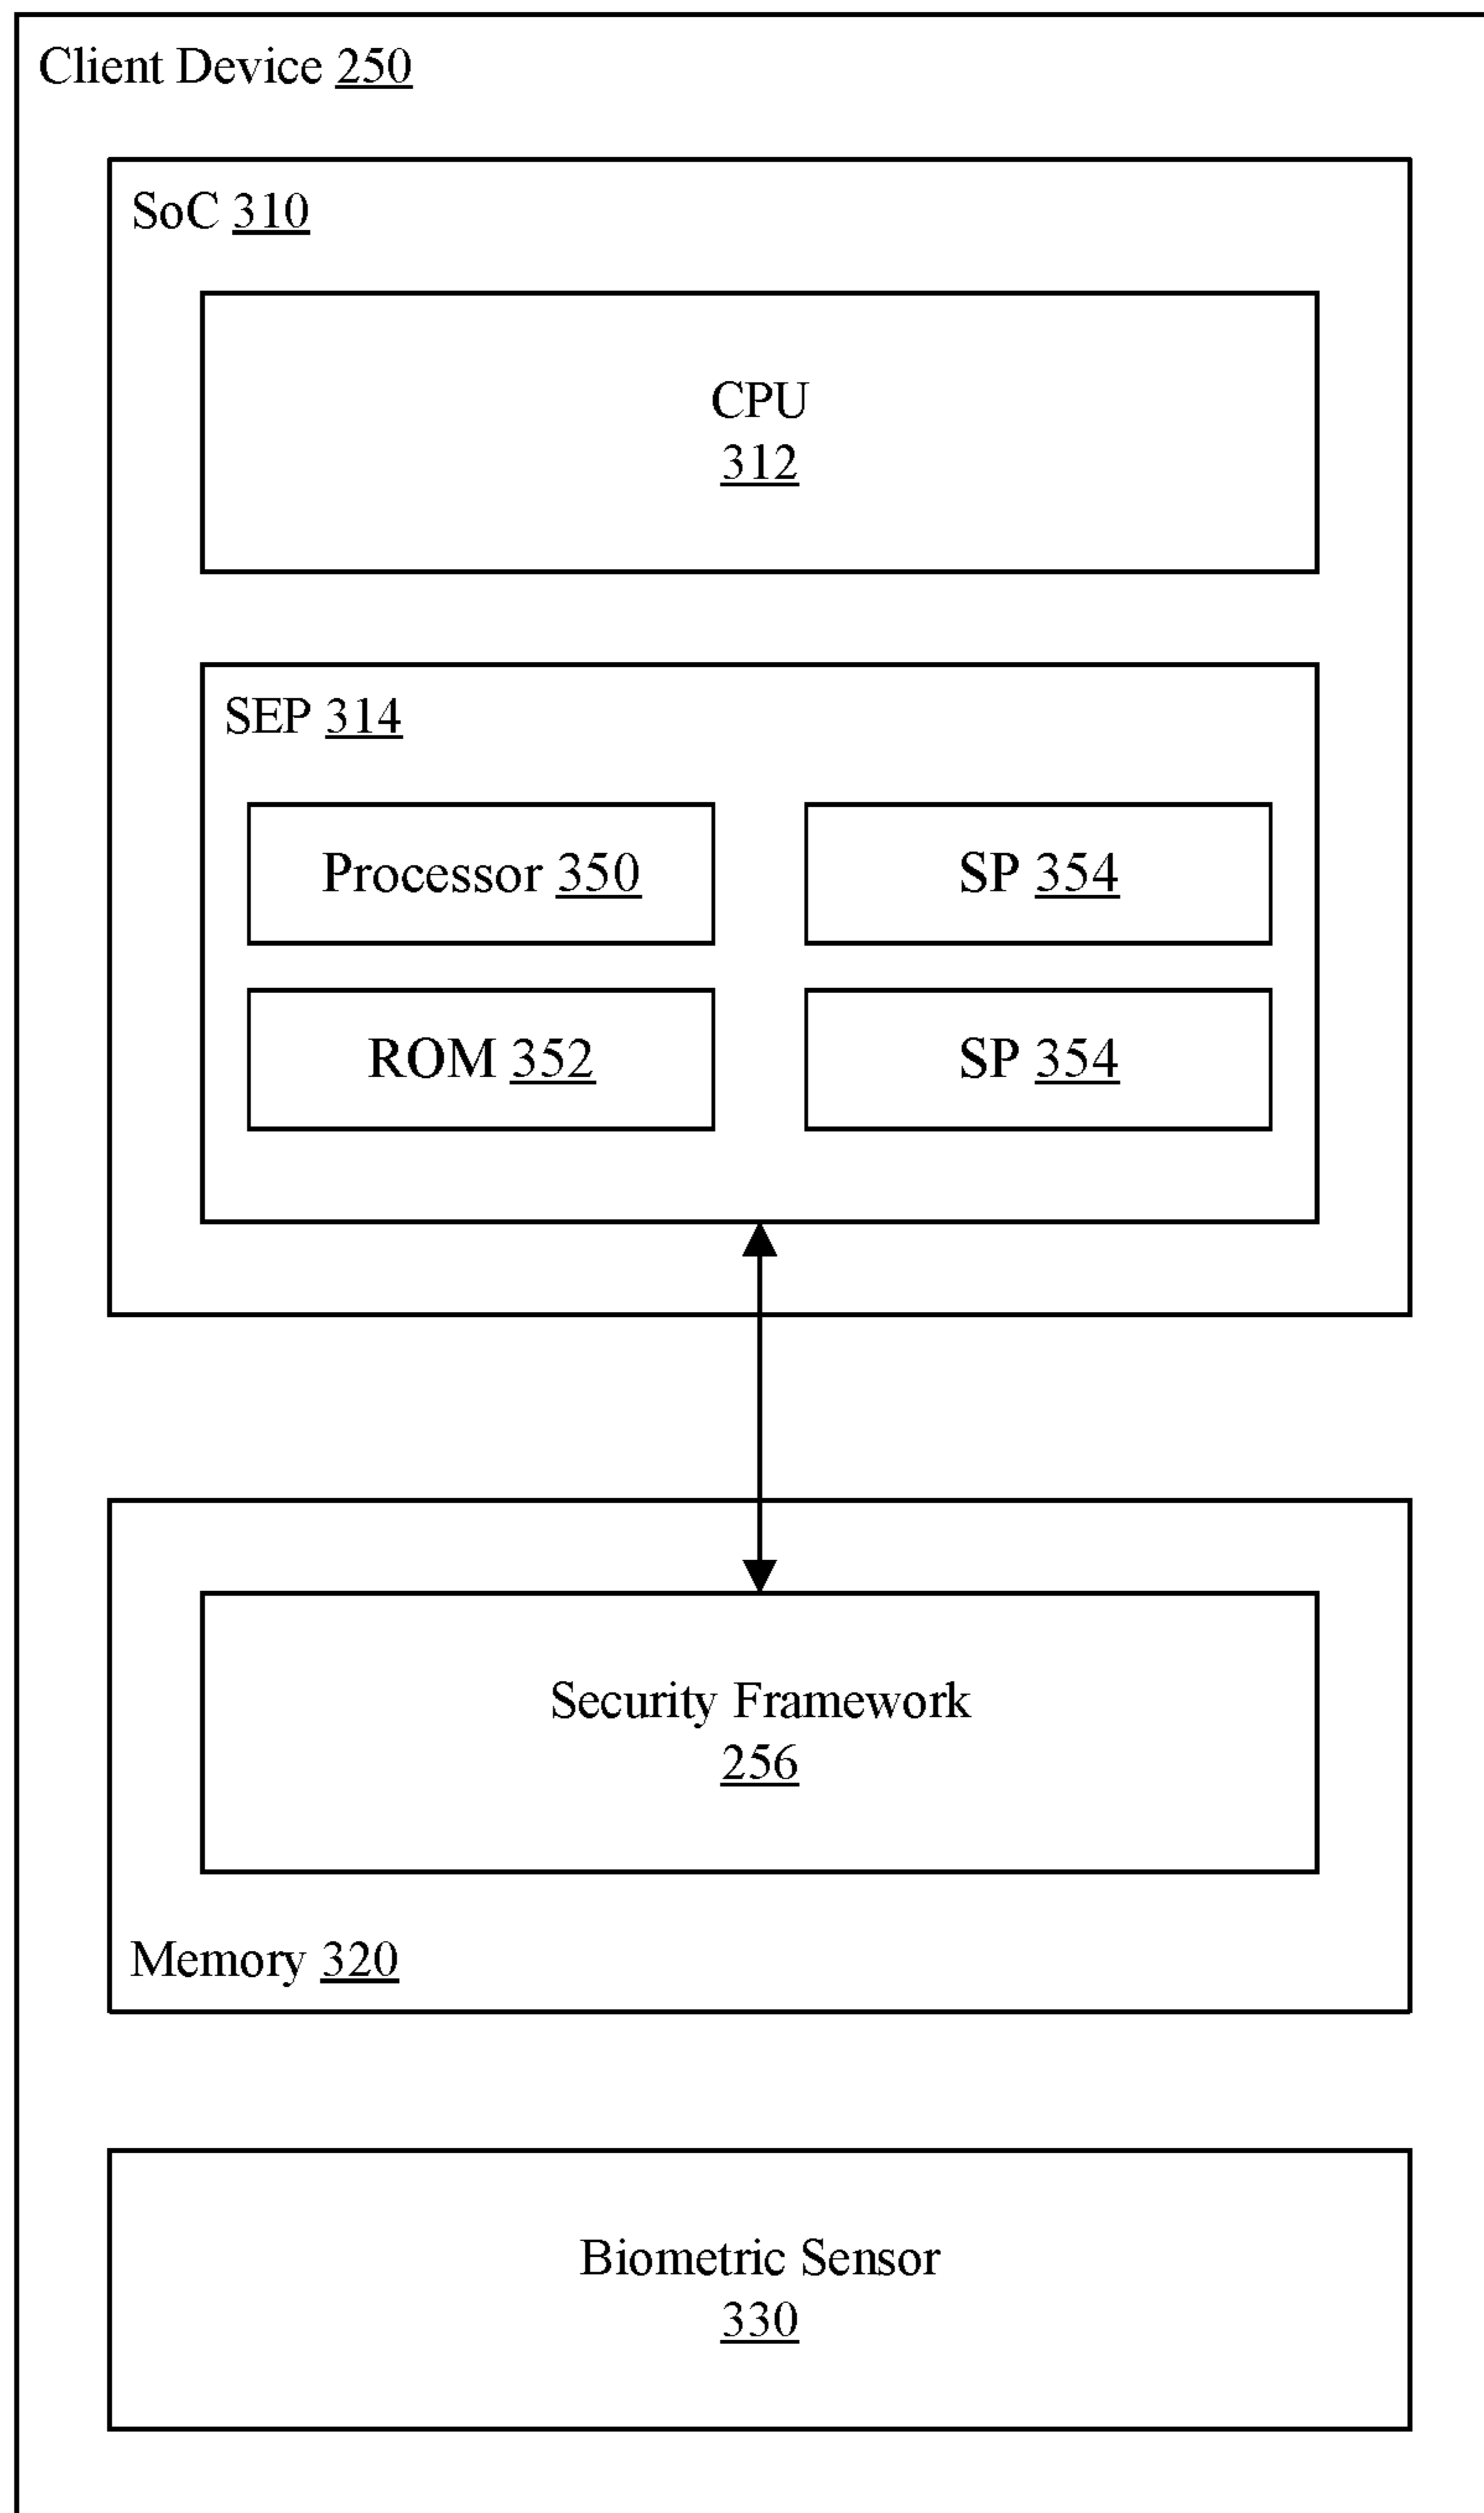 Client Device 250
SoC 310
CPU
312
SEP 314
Processor 350
SP 354
ROM 352
SP 354
Security Framework
256
Memory 320
Biometric Sensor
330